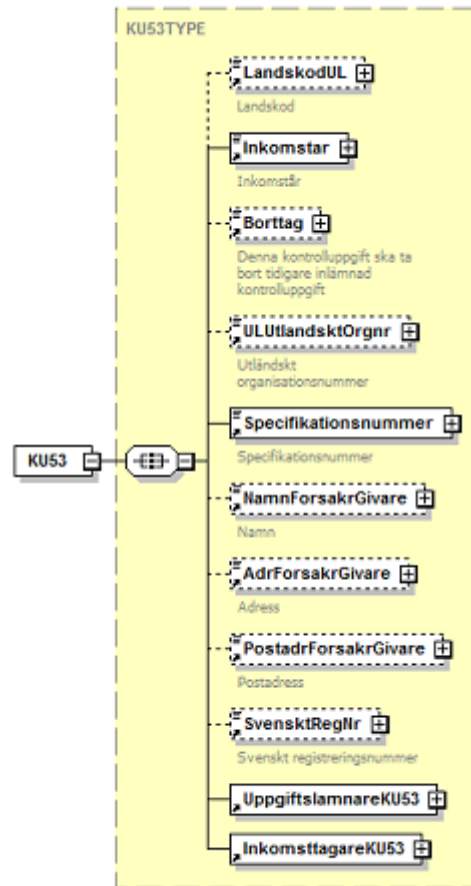 KU53TYPE
LandskodUL
Landskod
Inkomstar
Inkomstår
Borttag
Denna kontrolluppgift ska ta
bort tidigare inlämnad
kontrolluppgift
ULUtlandsktOrgnr
Utländskt
organisationsnummer
Specifikationsnummer
Specifikationsnummer
KU53
NamnForsakrGivare
Namn
AdrForsakrGivare
Adress
PostadrForsakrGivare
Postadress
SvensktRegNr
Svenskt registreringsnummer
UppgiftslamnareKU53
InkomsttagareKU53